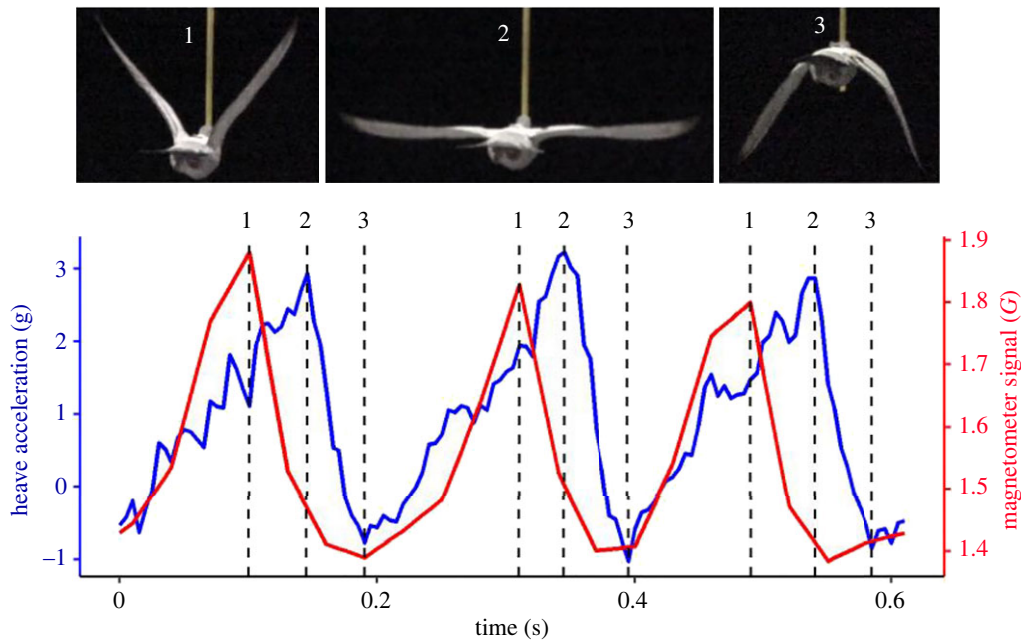 1 2 3
1 2 3 1 2 3 1 2 3
3
2
1
0
−1
heave acceleration (g)
1.9
1.8
1.7
1.6
1.5
1.4
magnetometer signal (G)
0 0.2 0.4 0.6
time (s)